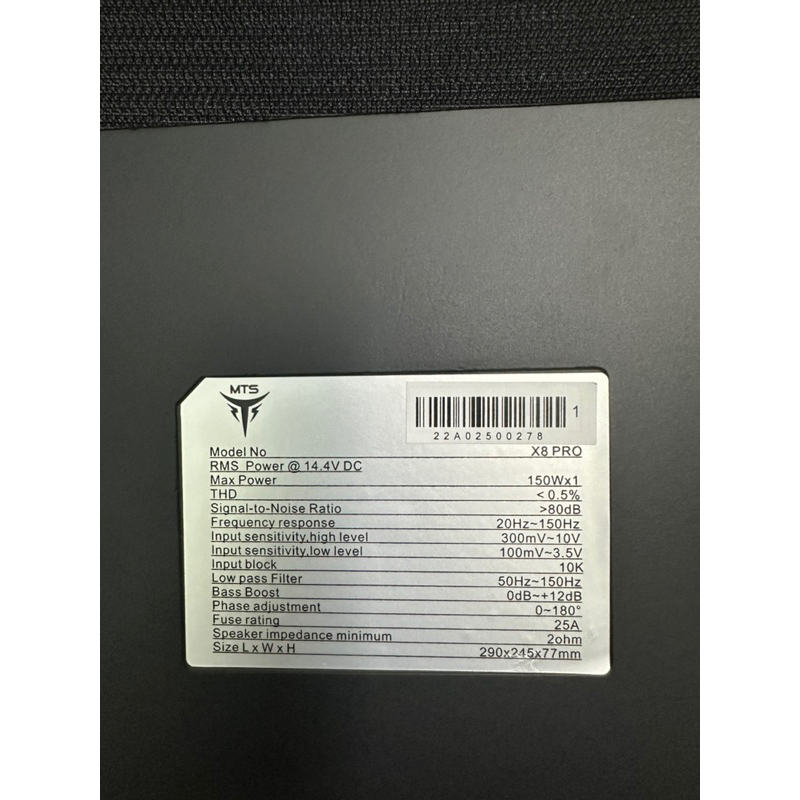 MTS
1
22A02500278
Model No X8 PRO
RMS Power @ 14.4V DC
Max Power 150Wx1
THD <0.5%
Signal-to-Noise Ratio >80dB
Frequency response 20Hz~150Hz
Input sensitivity,high level 300mV~10V
Input sensitivity,low level 100mV~3.5V
Input block 10K
Low pass Filter 50Hz~150Hz
Bass Boost 0dB~+12dB
Phase adjustment 0~180°
Fuse rating 25A
Speaker impedance minimum 2ohm
Size L x W x H 290x245x77mm